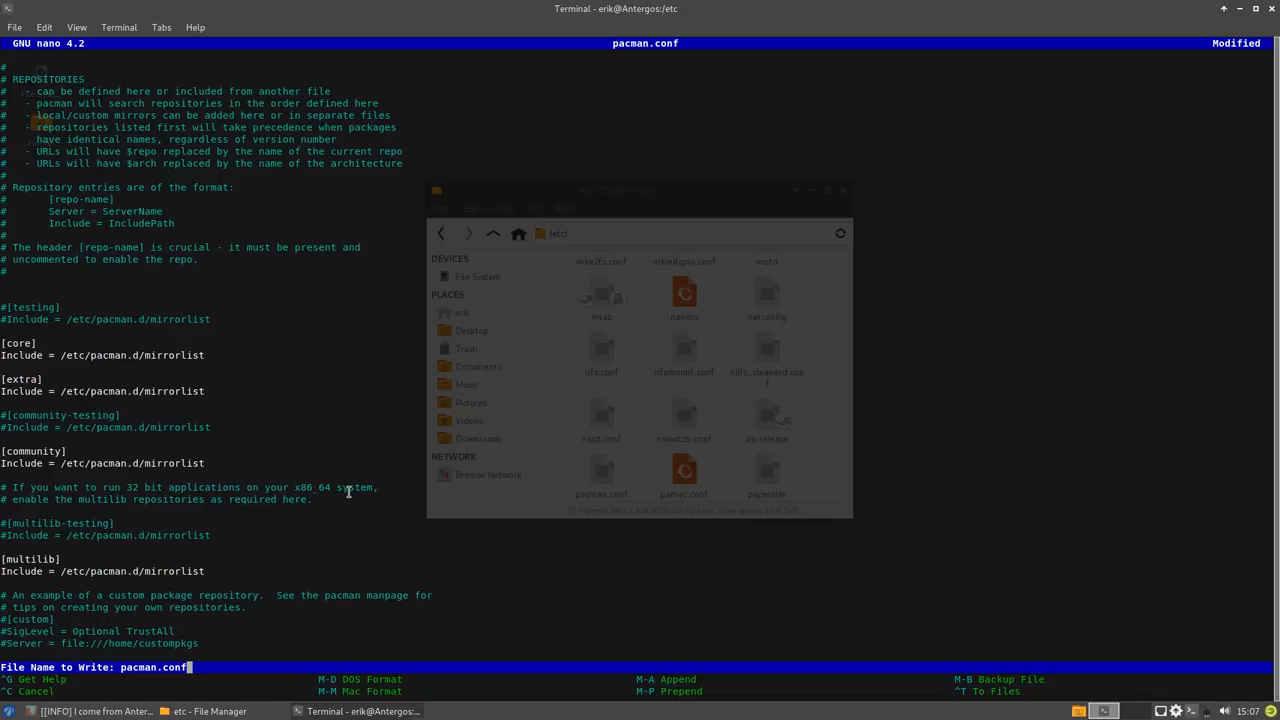 Terminal - erik@Antergos:/etc
File Edit View Terminal Tabs Help
GNU nano 4.2 pacman.conf Modified
#
# REPOSITORIES
#   - can be defined here or included from another file
#   - pacman will search repositories in the order defined here
#   - local/custom mirrors can be added here or in separate files
#   - repositories listed first will take precedence when packages
#     have identical names, regardless of version number
#   - URLs will have $repo replaced by the name of the current repo
#   - URLs will have $arch replaced by the name of the architecture
#
# Repository entries are of the format:
#       [repo-name]
#       Server = ServerName
#       Include = IncludePath
#
# The header [repo-name] is crucial - it must be present and
# uncommented to enable the repo.
#
#[testing]
#Include = /etc/pacman.d/mirrorlist
[core]
Include = /etc/pacman.d/mirrorlist
[extra]
Include = /etc/pacman.d/mirrorlist
#[community-testing]
#Include = /etc/pacman.d/mirrorlist
[community]
Include = /etc/pacman.d/mirrorlist
# If you want to run 32 bit applications on your x86_64 system,
# enable the multilib repositories as required here.
#[multilib-testing]
#Include = /etc/pacman.d/mirrorlist
[multilib]
Include = /etc/pacman.d/mirrorlist
# An example of a custom package repository.  See the pacman manpage for
# tips on creating your own repositories.
#[custom]
#SigLevel = Optional TrustAll
#Server = file:///home/custompkgs
/etc/
DEVICES
File System
PLACES
erik
Desktop
Trash
Documents
Music
Pictures
Videos
Downloads
NETWORK
Browse Network
mke2fs.conf mkinitcpio.conf motd
mtab nanorc netconfig
nfs.conf nfsmount.conf nilfs_cleanerd.con
f
nscd.conf nsswitch.conf os-release
pacman.conf pamac.conf papersize
File Name to Write: pacman.conf
^G Get Help M-D DOS Format M-A Append M-B Backup File
^C Cancel M-M Mac Format M-P Prepend ^T To Files
[[INFO] I come from Anter... etc - File Manager Terminal - erik@Antergos:... 15:07